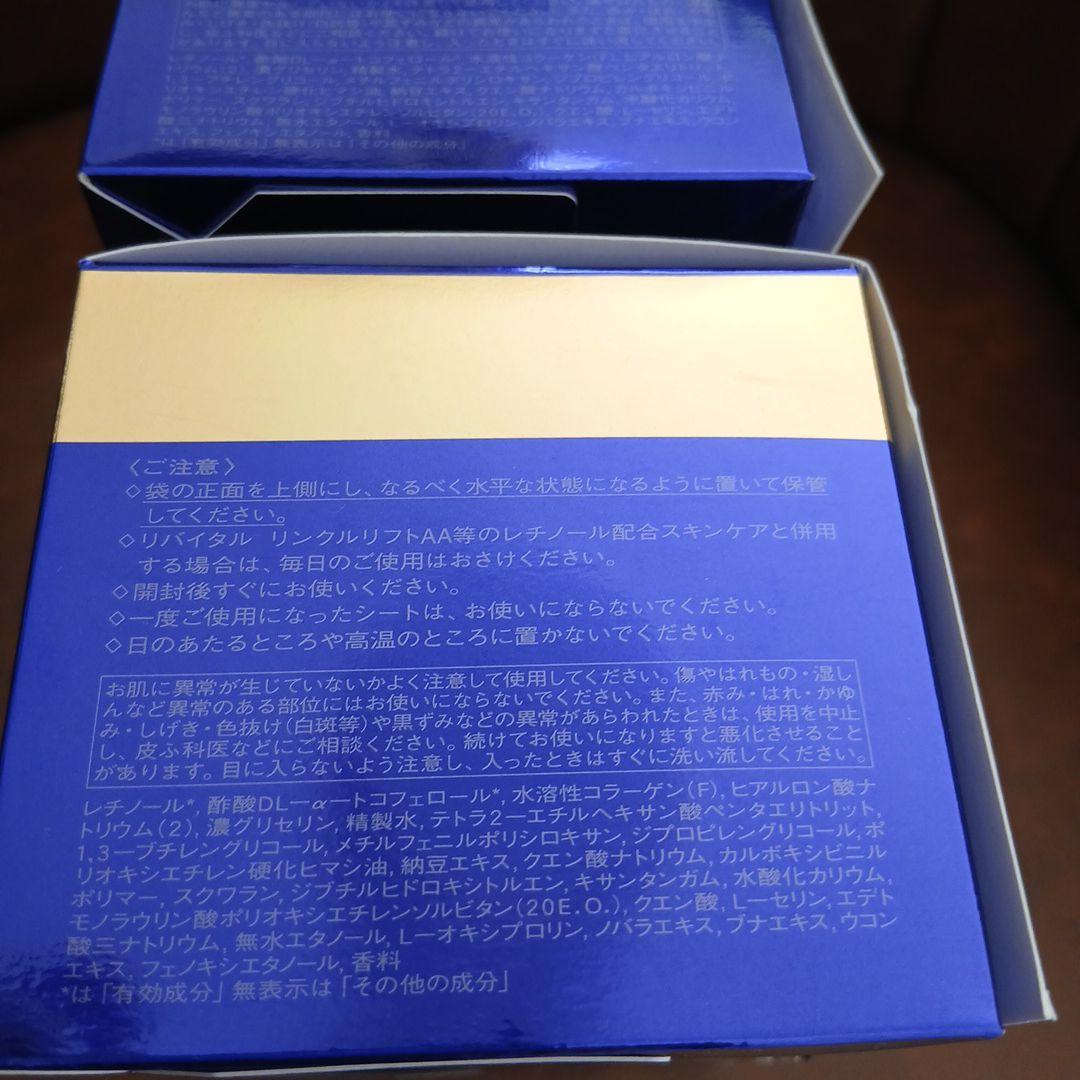 *は「有効成分」無表示は「その他の成分」
〈ご注意〉
◇袋の正面を上側にし、なるべく水平な状態になるように置いて保管
してください。
◇リバイタル リンクルリフトAA等のレチノール配合スキンケアと併用
する場合は、毎日のご使用はおさけください。
◇開封後すぐにお使いください。
◇一度ご使用になったシートは、お使いにならないでください。
◇日のあたるところや高温のところに置かないでください。
お肌に異常が生じていないかよく注意して使用してください。傷やはれもの・湿し
んなど異常のある部位にはお使いにならないでください。また、赤み・はれ・かゆ
み・しげき・色抜け(白斑等)や黒ずみなどの異常があらわれたときは、使用を中止
し、皮ふ科医などにご相談ください。続けてお使いになりますと悪化させること
があります。目に入らないよう注意し、入ったときはすぐに洗い流してください。
レチノール*, 酢酸DL―α―トコフェロール*, 水溶性コラーゲン(F), ヒアルロン酸ナ
トリウム(2), 濃グリセリン, 精製水, テトラ2―エチルヘキサン酸ペンタエリトリット,
1,3―ブチレングリコール, メチルフェニルポリシロキサン, ジプロピレングリコール, ポ
リオキシエチレン硬化ヒマシ油, 納豆エキス, クエン酸ナトリウム, カルボキシビニル
ポリマー, スクワラン, ジブチルヒドロキシトルエン, キサンタンガム, 水酸化カリウム,
モノラウリン酸ポリオキシエチレンソルビタン(20E.O.), クエン酸, L―セリン, エデト
酸三ナトリウム, 無水エタノール, L―オキシプロリン, ノバラエキス, ブナエキス, ウコン
エキス, フェノキシエタノール, 香料
*は「有効成分」無表示は「その他の成分」